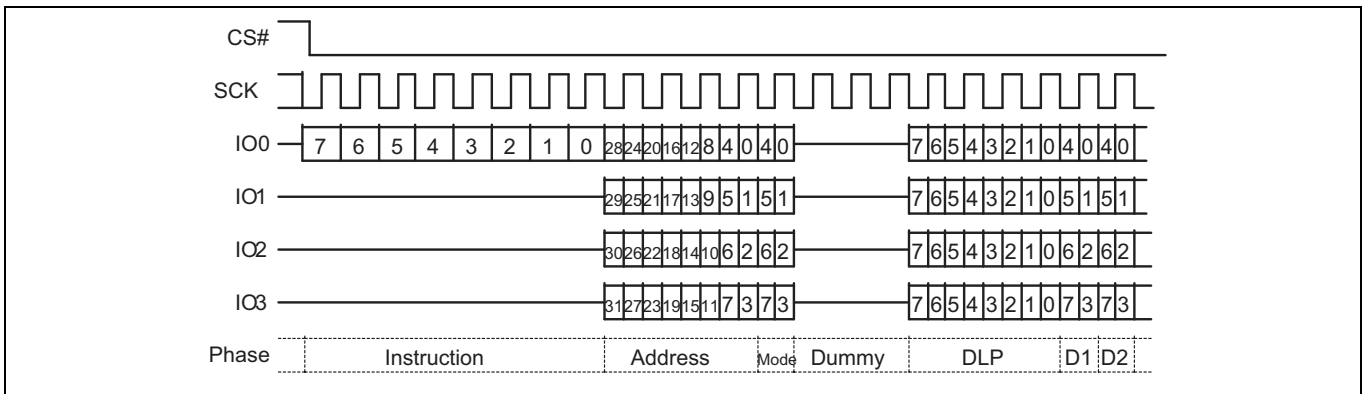 CS#
SCK
IO0 7 6 5 4 3 2 1 0 28 24 20 16 12 8 4 0 4 0 7 6 5 4 3 2 1 0 4 0 4 0
IO1 29 25 21 17 13 9 5 1 5 1 7 6 5 4 3 2 1 0 5 1 5 1
IO2 30 26 22 18 14 10 6 2 6 2 7 6 5 4 3 2 1 0 6 2 6 2
IO3 31 27 23 19 15 11 7 3 7 3 7 6 5 4 3 2 1 0 7 3 7 3
Phase Instruction Address Mode Dummy DLP D1 D2